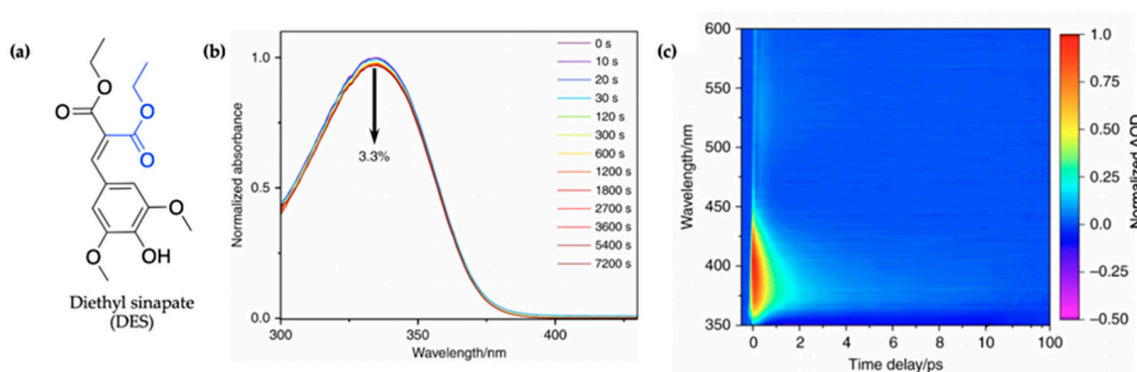 (a)
O
O
O
O
O
O
OH
Diethyl sinapate
(DES)
(b)
Normalized absorbance
1.0
0.5
0.0
300
350
400
Wavelength/nm
3.3%
0 s
10 s
20 s
30 s
120 s
300 s
600 s
1200 s
1800 s
2700 s
3600 s
5400 s
7200 s
(c)
Wavelength/nm
600
550
500
450
400
350
0
2
4
6
8
10
100
Time delay/ps
1.0
0.75
0.50
0.25
0.0
−0.25
−0.50
Normalized ΔOD